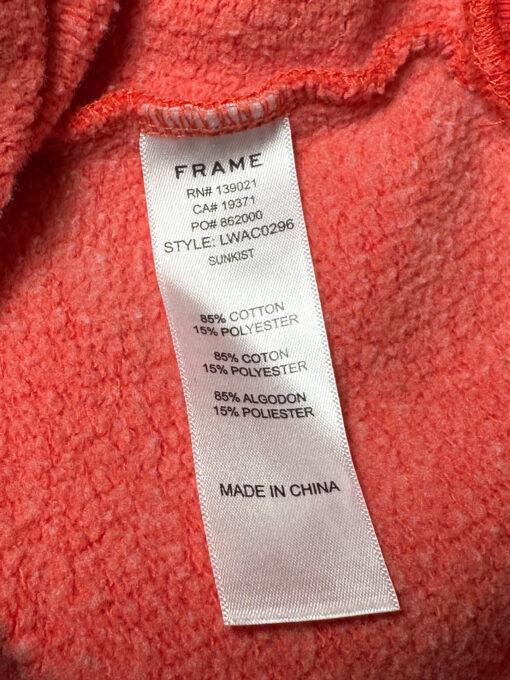 FRAME
RN# 139021
CA# 19371
PO# 862000
STYLE: LWAC0296
SUNKIST
85% COTTON
15% POLYESTER
85% COTON
15% POLYESTER
85% ALGODON
15% POLIESTER
MADE IN CHINA